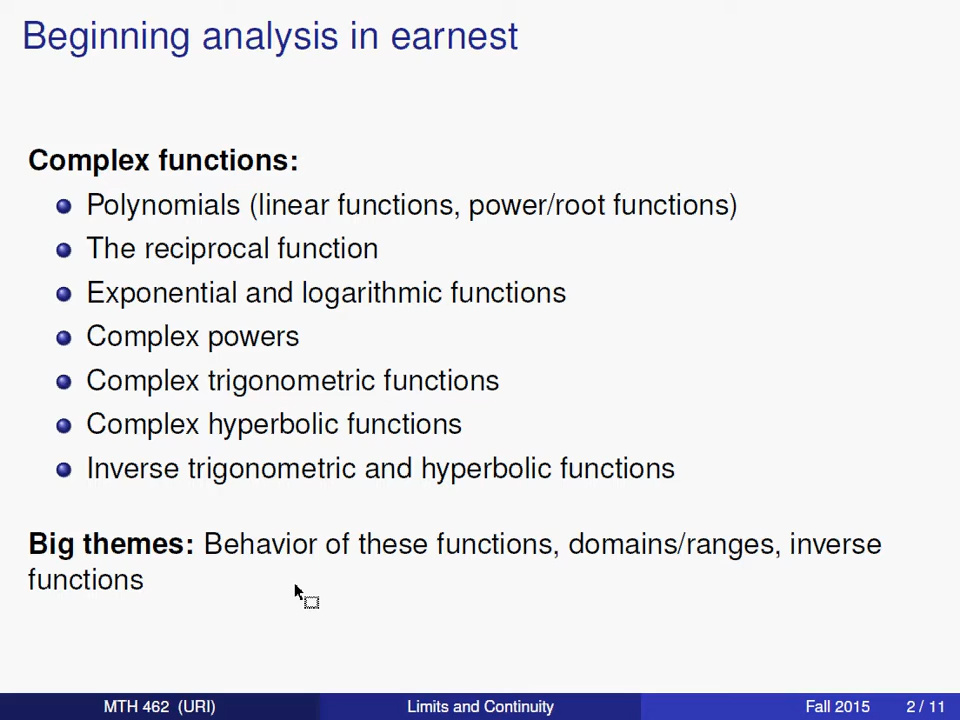 Beginning analysis in earnest
Complex functions:
Polynomials (linear functions, power/root functions)
The reciprocal function
Exponential and logarithmic functions
Complex powers
Complex trigonometric functions
Complex hyperbolic functions
Inverse trigonometric and hyperbolic functions
Big themes: Behavior of these functions, domains/ranges, inverse
functions
MTH 462 (URI) Limits and Continuity Fall 2015 2 / 11